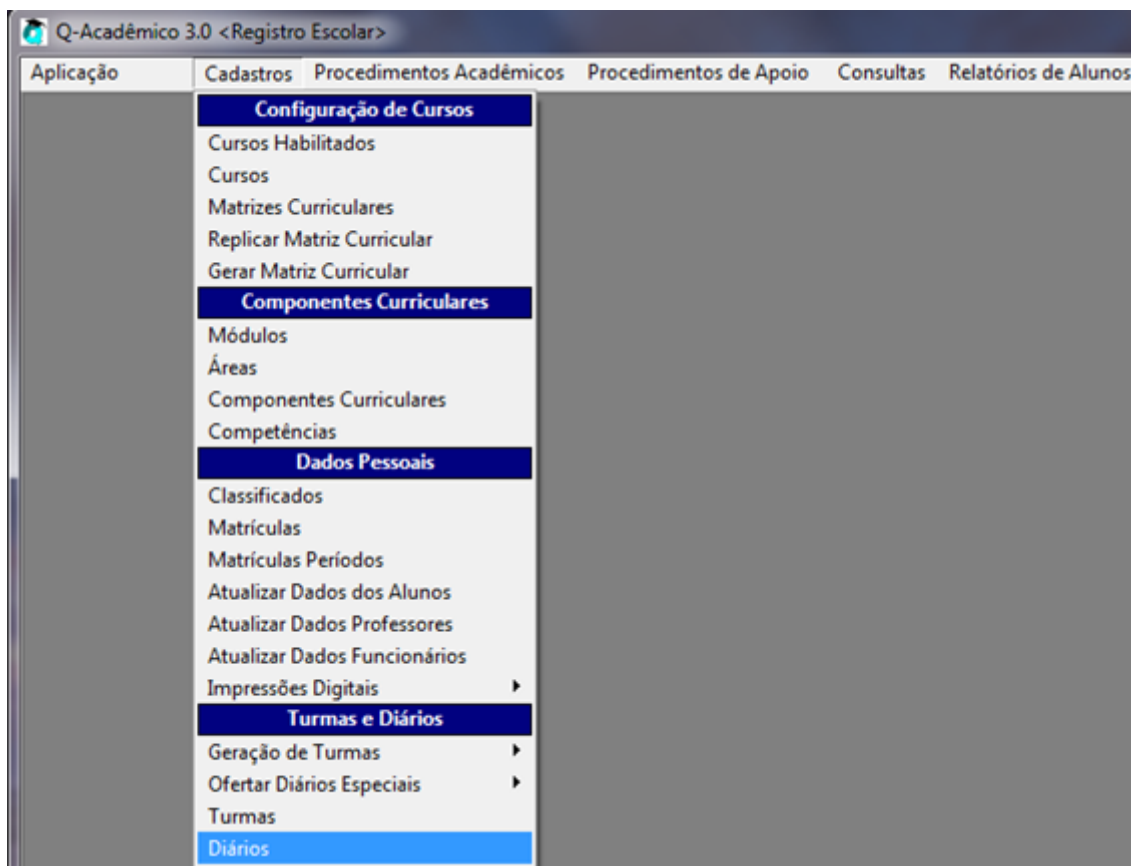 Q-Acadêmico 3.0 <Registro Escolar>
Aplicação Cadastros Procedimentos Acadêmicos Procedimentos de Apoio Consultas Relatórios de Alunos
Configuração de Cursos
Cursos Habilitados
Cursos
Matrizes Curriculares
Replicar Matriz Curricular
Gerar Matriz Curricular
Componentes Curriculares
Módulos
Áreas
Componentes Curriculares
Competências
Dados Pessoais
Classificados
Matrículas
Matrículas Períodos
Atualizar Dados dos Alunos
Atualizar Dados Professores
Atualizar Dados Funcionários
Impressões Digitais
Turmas e Diários
Geração de Turmas
Ofertar Diários Especiais
Turmas
Diários